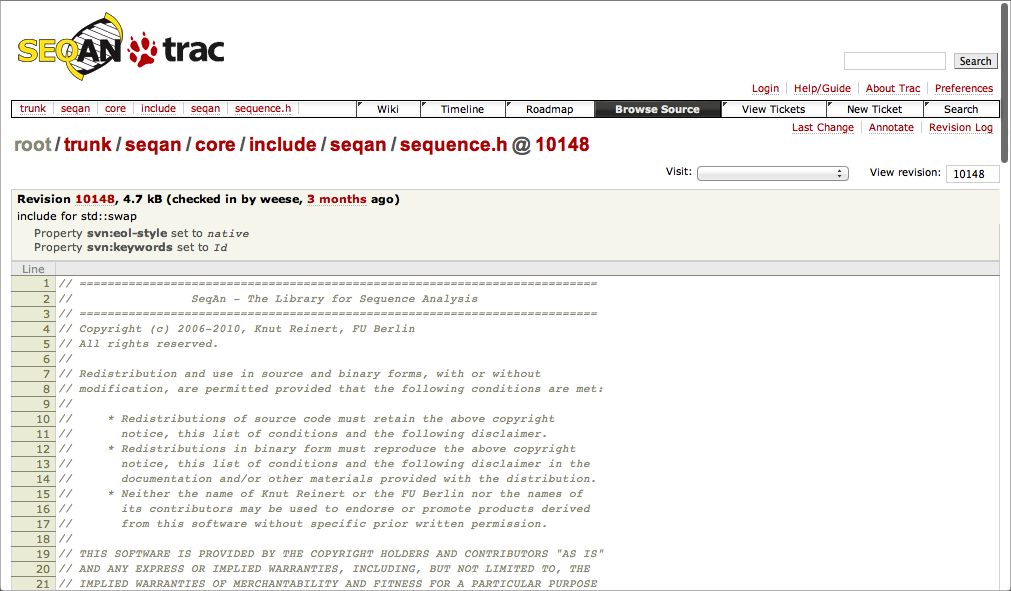 SEQAN trac
Search
Login Help/Guide About Trac Preferences
trunk seqan core include seqan sequence.h Wiki Timeline Roadmap Browse Source View Tickets New Ticket Search
Last Change Annotate Revision Log
root/trunk/seqan/core/include/seqan/sequence.h @ 10148
Visit: View revision: 10148
Revision 10148, 4.7 kB (checked in by weese, 3 months ago)
include for std::swap
Property svn:eol-style set to native
Property svn:keywords set to Id
Line
1 // ==========================================================================
2 // SeqAn - The Library for Sequence Analysis
3 // ==========================================================================
4 // Copyright (c) 2006-2010, Knut Reinert, FU Berlin
5 // All rights reserved.
6 //
7 // Redistribution and use in source and binary forms, with or without
8 // modification, are permitted provided that the following conditions are met:
9 //
10 // * Redistributions of source code must retain the above copyright
11 // notice, this list of conditions and the following disclaimer.
12 // * Redistributions in binary form must reproduce the above copyright
13 // notice, this list of conditions and the following disclaimer in the
14 // documentation and/or other materials provided with the distribution.
15 // * Neither the name of Knut Reinert or the FU Berlin nor the names of
16 // its contributors may be used to endorse or promote products derived
17 // from this software without specific prior written permission.
18 //
19 // THIS SOFTWARE IS PROVIDED BY THE COPYRIGHT HOLDERS AND CONTRIBUTORS "AS IS"
20 // AND ANY EXPRESS OR IMPLIED WARRANTIES, INCLUDING, BUT NOT LIMITED TO, THE
21 // IMPLIED WARRANTIES OF MERCHANTABILITY AND FITNESS FOR A PARTICULAR PURPOSE